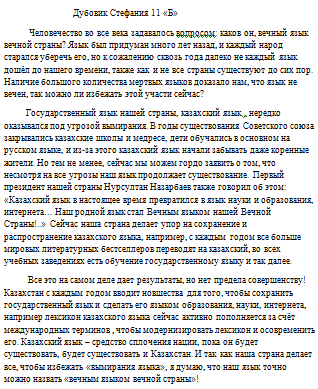 Дубовик Стефания 11 «Б»
Человечество во все века задавалось вопросом: каков он, вечный язык
вечной страны? Язык был придуман много лет назад, и каждый народ
старался уберечь его, но к сожалению сквозь года далеко не каждый язык
дошёл до нашего времени, также как и не все страны существуют до сих пор.
Наличие большого количества мертвых языков доказало нам, что язык не
вечен, так можно ли избежать этой участи сейчас?
Государственный язык нашей страны, казахский язык, нередко
оказывался под угрозой вымирания. В годы существования Советского союза
закрывались казахские школы и медресе, дети обучались в основном на
русском языке, и из-за этого казахский язык начали забывать даже коренные
жители. Но тем не менее, сейчас мы можем гордо заявить о том, что
несмотря на все угрозы наш язык продолжает существование. Первый
президент нашей страны Нурсултан Назарбаев также говорил об этом:
«Казахский язык в настоящее время превратился в язык науки и образования,
интернета… Наш родной язык стал Вечным языком нашей Вечной
Страны!..» Сейчас наша страна делает упор на сохранение и
распространение казахского языка, например, с каждым годом все больше
мировых литературных бестселлеров переводят на казахский, во всех
учебных заведениях есть обучение государственному языку и так далее.
Все это на самом деле дает результаты, но нет предела совершенству!
Казахстан с каждым годом вводит новшества для того, чтобы сохранить
государственный язык и сделать его языком образования, науки, интернета,
например лексикон казахского языка сейчас активно пополняется за счёт
международных терминов , чтобы модернизировать лексикон и осовременить
его. Казахский язык – средство сплочения нации, пока он будет
существовать, будет существовать и Казахстан. И так как наша страна делает
все, чтобы избежать «вымирания языка», я думаю, что наш язык точно
можно назвать «вечным языком вечной страны»!